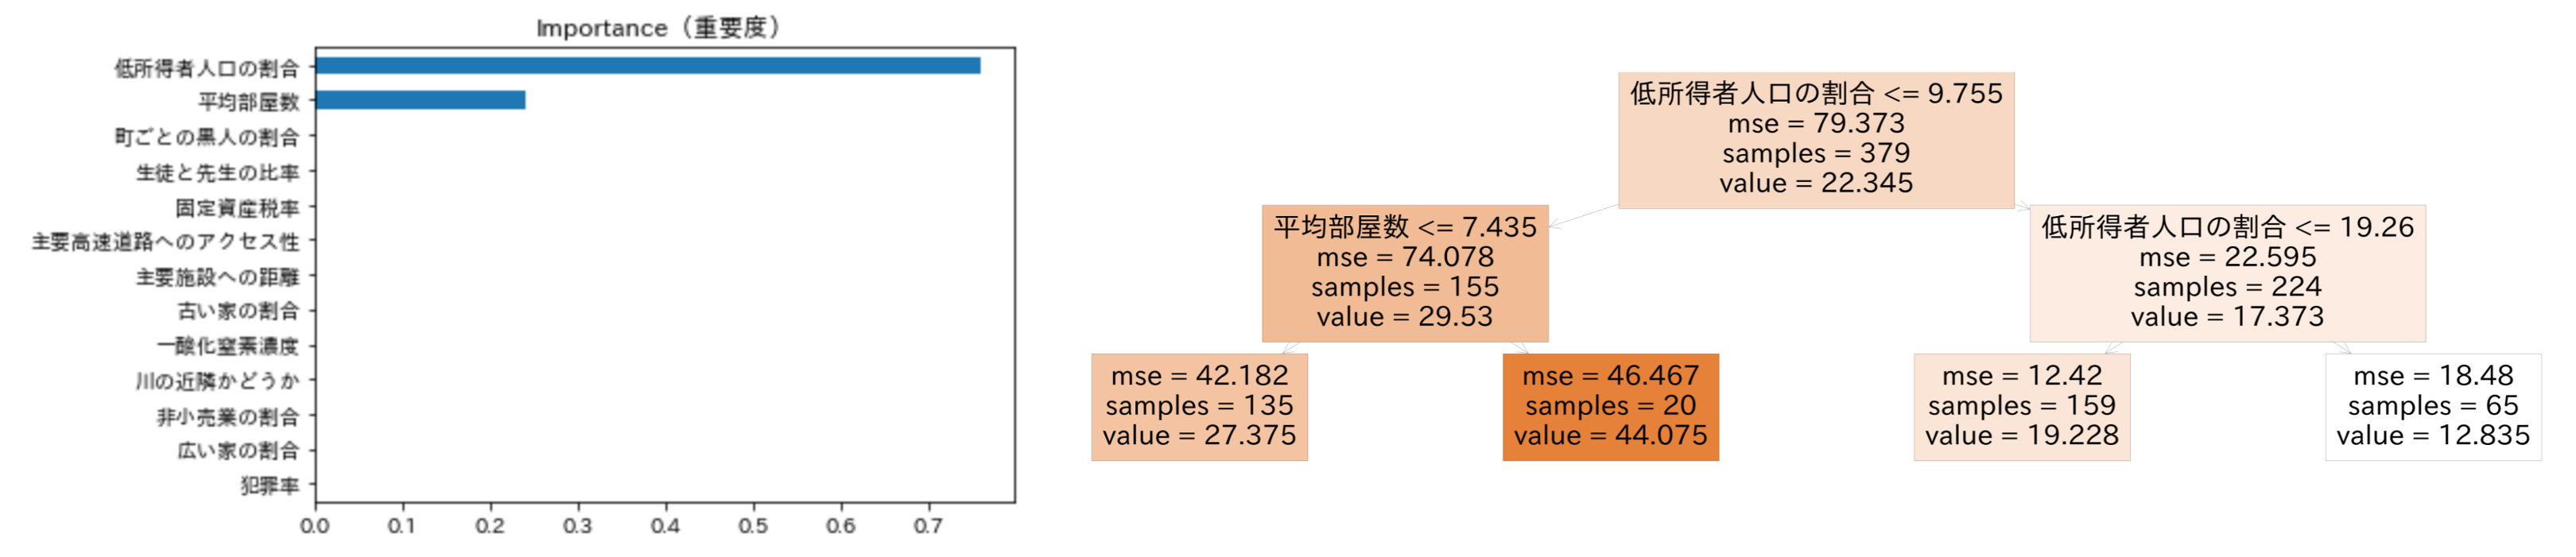 Importance（重要度）
低所得者人口の割合
平均部屋数
町ごとの黒人の割合
生徒と先生の比率
固定資産税率
主要高速道路へのアクセス性
主要施設への距離
古い家の割合
一酸化窒素濃度
川の近隣かどうか
非小売業の割合
広い家の割合
犯罪率
0.0 0.1 0.2 0.3 0.4 0.5 0.6 0.7
低所得者人口の割合 <= 9.755
mse = 79.373
samples = 379
value = 22.345
平均部屋数 <= 7.435
mse = 74.078
samples = 155
value = 29.53
低所得者人口の割合 <= 19.26
mse = 22.595
samples = 224
value = 17.373
mse = 42.182
samples = 135
value = 27.375
mse = 46.467
samples = 20
value = 44.075
mse = 12.42
samples = 159
value = 19.228
mse = 18.48
samples = 65
value = 12.835